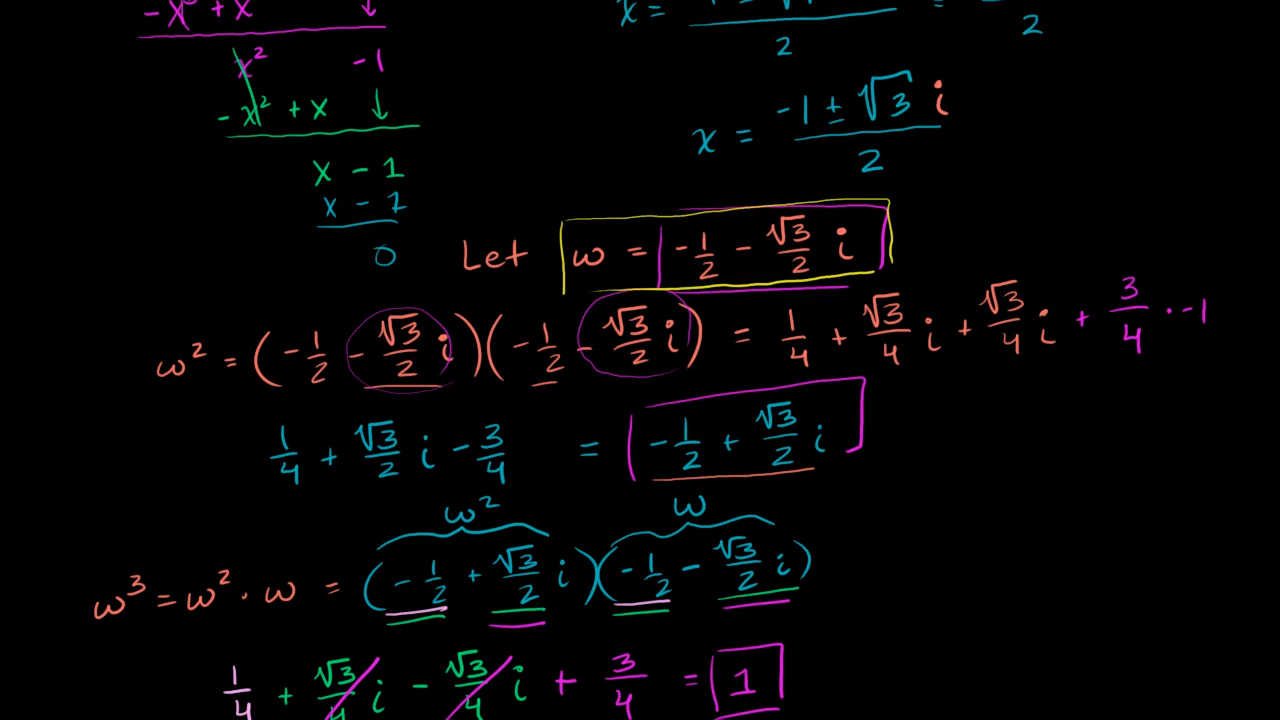 -x³ + x ↓
x =
2
2
x² -1
-x² + x ↓
x = (-1 ± √3 i)/2
x - 1
x - 1
0
Let ω = -1/2 - √3/2 i
ω² = (-1/2 - √3/2 i)(-1/2 - √3/2 i) = 1/4 + √3/4 i + √3/4 i + 3/4 · -1
1/4 + √3/2 i - 3/4 = -1/2 + √3/2 i
ω² ω
ω³ = ω² · ω = (-1/2 + √3/2 i)(-1/2 - √3/2 i)
1/4 + √3/4 i - √3/4 i + 3/4 = 1